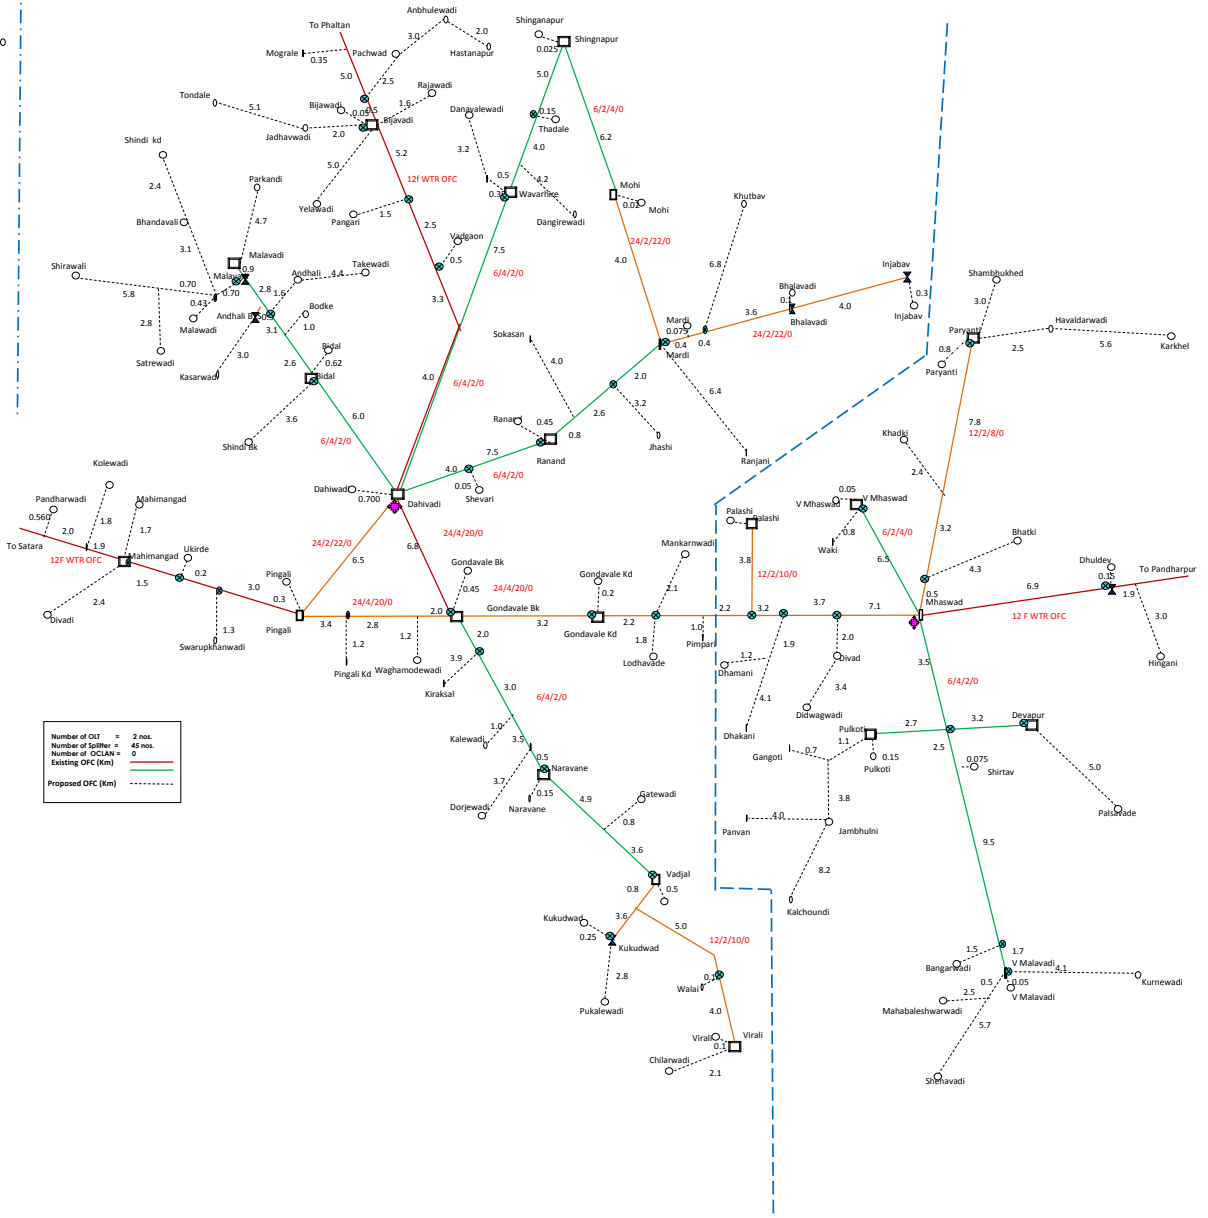 Anbhulewadi
Shinganapur
To Phaltan
2.0
3.0
Mograle
Pachwad
Hastanapur
0.025
Shingnapur
0.35
5.0
2.5
5.0
Rajawadi
Tondale
5.1
Bijawadi
1.6
Danavalewadi
6/2/4/0
0.05
0.5
0.15
Bijavadi
Thadale
Jadhavwadi
2.0
6.2
Shindi kd
4.0
3.2
5.2
5.0
0.5
4.2
12f WTR OFC
2.4
Parkandi
Mohi
Wavarhire
0.02
Khutbav
Yelawadi
Mohi
Pangari
1.5
Dangirewadi
Bhandavali
4.7
2.5
24/2/22/0
Vadgaon
3.1
7.5
Malavadi
0.5
4.0
Shirawali
0.9
Andhali
Takewadi
6/4/2/0
6.8
Injabav
4.4
Shambhukhed
0.70
2.8
Bhalavadi
5.8
0.70
1.6
3.0
0.3
0.43
3.3
0.1
4.0
Bodke
Malawadi
3.6
Injabav
3.1
1.0
Mardi
Bhalavadi
Havaldarwadi
2.8
Sokasan
0.075
0.4
0.4
24/2/22/0
Paryanti
Bidal
Mardi
0.8
2.5
5.6
Karkhel
3.0
2.6
0.62
4.0
Satrewadi
Paryanti
Kasarwadi
Bidal
4.0
6/4/2/0
2.0
3.6
6.4
3.2
6.0
2.6
7.8
0.45
0.8
12/2/8/0
6/4/2/0
Jhashi
Khadki
Shindi Bk
7.5
Ranand
Ranjani
Kolewadi
4.0
6/4/2/0
2.4
Dahiwadi
0.05
Shevari
0.05
Pandharwadi
Mahimangad
0.700
Dahivadi
V Mhaswad
V Mhaswad
Palashi
0.560
1.8
1.7
Palashi
3.2
2.0
24/4/20/0
0.8
6/2/4/0
Bhatki
To Satara
1.9
24/2/22/0
6.8
Mankarnwadi
Waki
Mahimangad
Ukirde
6.5
Gondavale Bk
3.8
6.5
12F WTR OFC
4.3
Dhuldev
To Pandharpur
Pingali
Gondavale Kd
12/2/10/0
1.5
0.2
3.0
0.45
24/4/20/0
2.1
0.15
0.2
6.9
2.4
0.3
24/4/20/0
0.5
Mhaswad
1.9
2.0
Gondavale Bk
2.2
3.2
3.7
7.1
Divadi
Pingali
3.4
2.8
3.2
2.2
12 F WTR OFC
3.0
1.3
1.0
1.2
1.2
2.0
Gondavale Kd
1.8
Pimpari
1.9
2.0
Swarupkhanwadi
3.9
1.2
Divad
Hingani
Pingali Kd
Waghamodewadi
Lodhavade
Dhamani
3.5
3.0
3.4
6/4/2/0
Kiraksal
6/4/2/0
4.1
Didwagwadi
Devapur
1.0
2.7
3.2
Number of OLT = 2 nos.
Pulkoti
Dhakani
Number of Spliter = 45 nos.
Kalewadi
3.5
1.1
2.5
Number of OCLAN = 0
Gangoti
0.7
0.15
Existing OFC (Km)
0.5
0.075
Naravane
Pulkoti
Shirtav
5.0
Proposed OFC (Km)
3.7
0.15
4.9
Gatewadi
3.8
Dorjewadi
Naravane
0.8
4.0
Palsavade
Panvan
Jambhulni
9.5
3.6
8.2
Vadjal
0.8
0.5
Kalchoundi
Kukudwad
3.6
5.0
0.25
12/2/10/0
Kukudwad
1.5
1.7
2.8
Bangarwadi
V Malavadi
4.1
Walai
0.5
0.05
Kurnewadi
2.5
V Malavadi
Pukalewadi
4.0
Mahabaleshwarwadi
5.7
Virali
Virali
0.1
Chilarwadi
2.1
Shenavadi